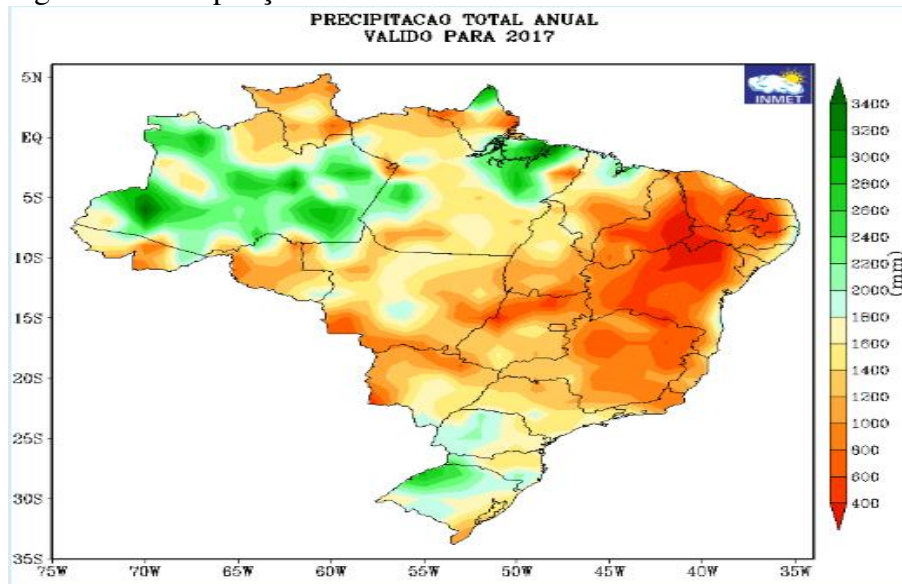 PRECIPITACAO TOTAL ANUAL
VALIDO PARA 2017
INMET
5N
EQ
5S
10S
15S
20S
25S
30S
35S
75W
70W
65W
60W
55W
50W
45W
40W
35W
3400
3200
3000
2800
2600
2400
2200
2000
1800
1600
1400
1200
1000
800
600
400
(mm)